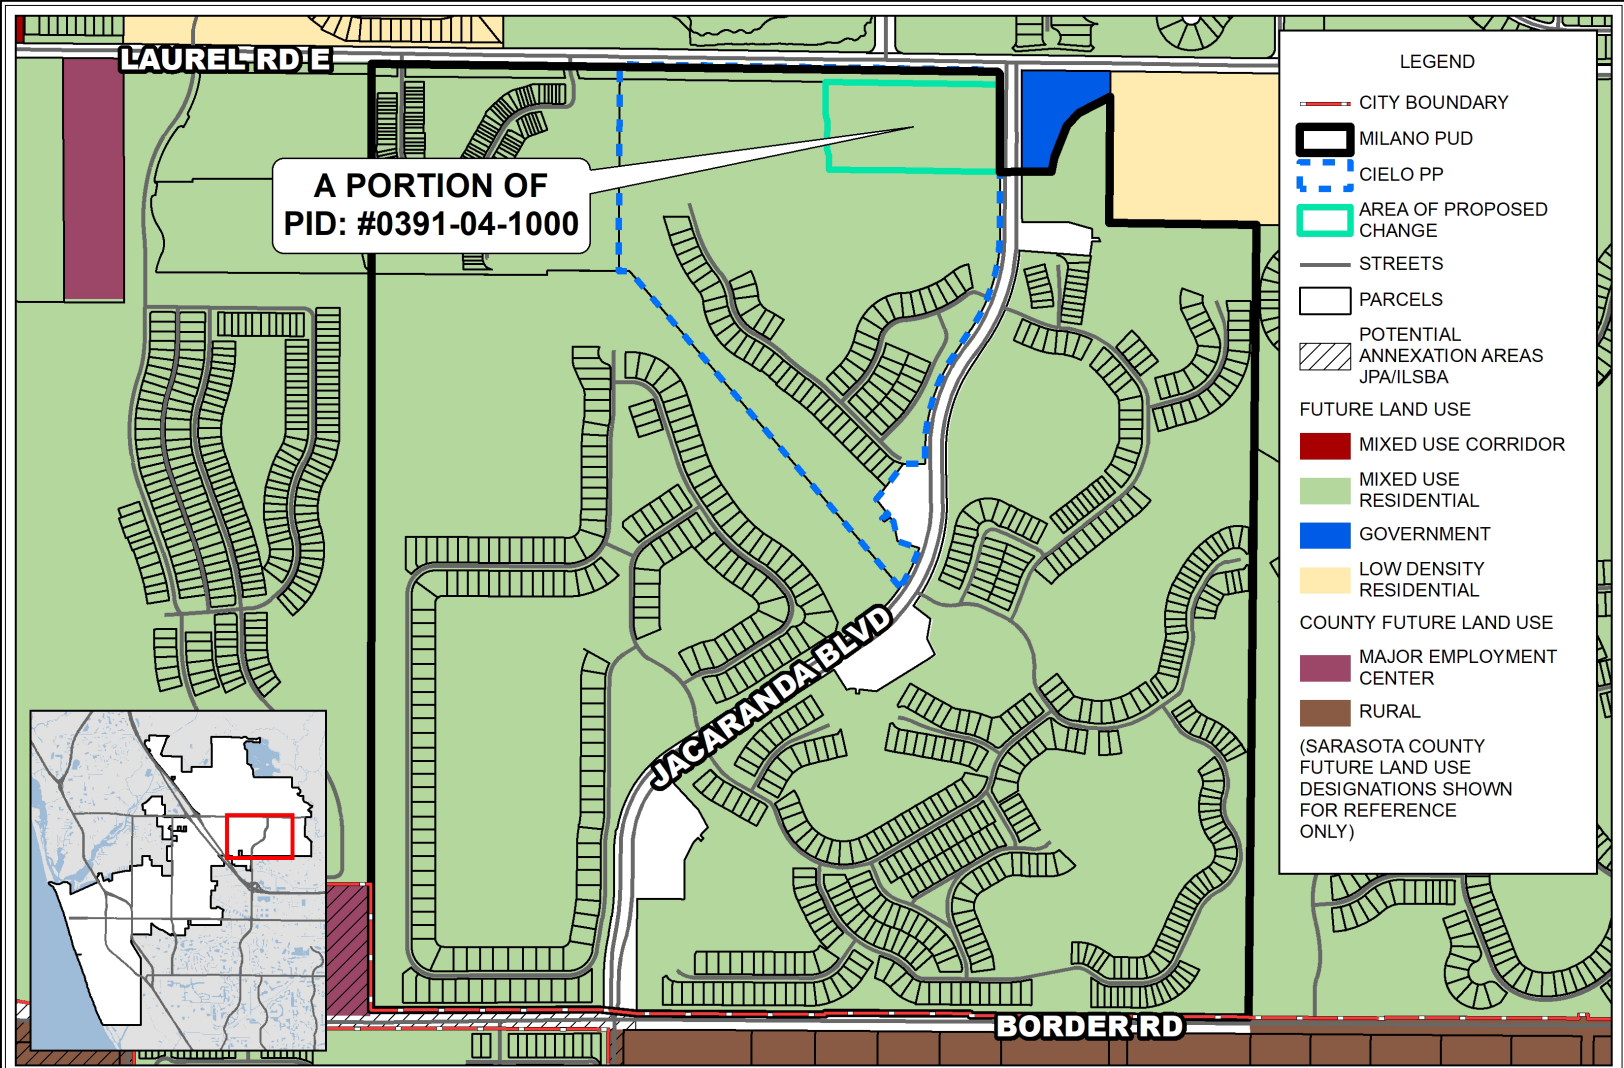 LAUREL RD E
A PORTION OF
PID: #0391-04-1000
JACARANDA BLVD
BORDER RD
LEGEND
CITY BOUNDARY
MILANO PUD
CIELO PP
AREA OF PROPOSED
CHANGE
STREETS
PARCELS
POTENTIAL
ANNEXATION AREAS
JPA/ILSBA
FUTURE LAND USE
MIXED USE CORRIDOR
MIXED USE
RESIDENTIAL
GOVERNMENT
LOW DENSITY
RESIDENTIAL
COUNTY FUTURE LAND USE
MAJOR EMPLOYMENT
CENTER
RURAL
(SARASOTA COUNTY
FUTURE LAND USE
DESIGNATIONS SHOWN
FOR REFERENCE
ONLY)